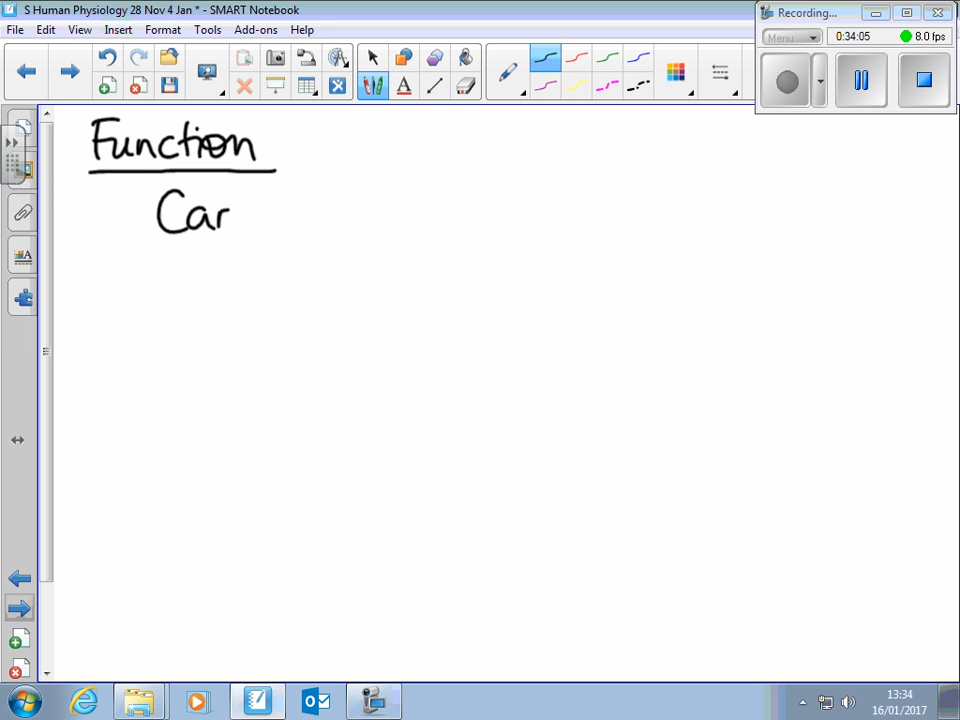 S Human Physiology 28 Nov 4 Jan * - SMART Notebook
Recording...
File Edit View Insert Format Tools Add-ons Help
Menu 0:34:05 8.0 fps
Function
Car
13:34
16/01/2017